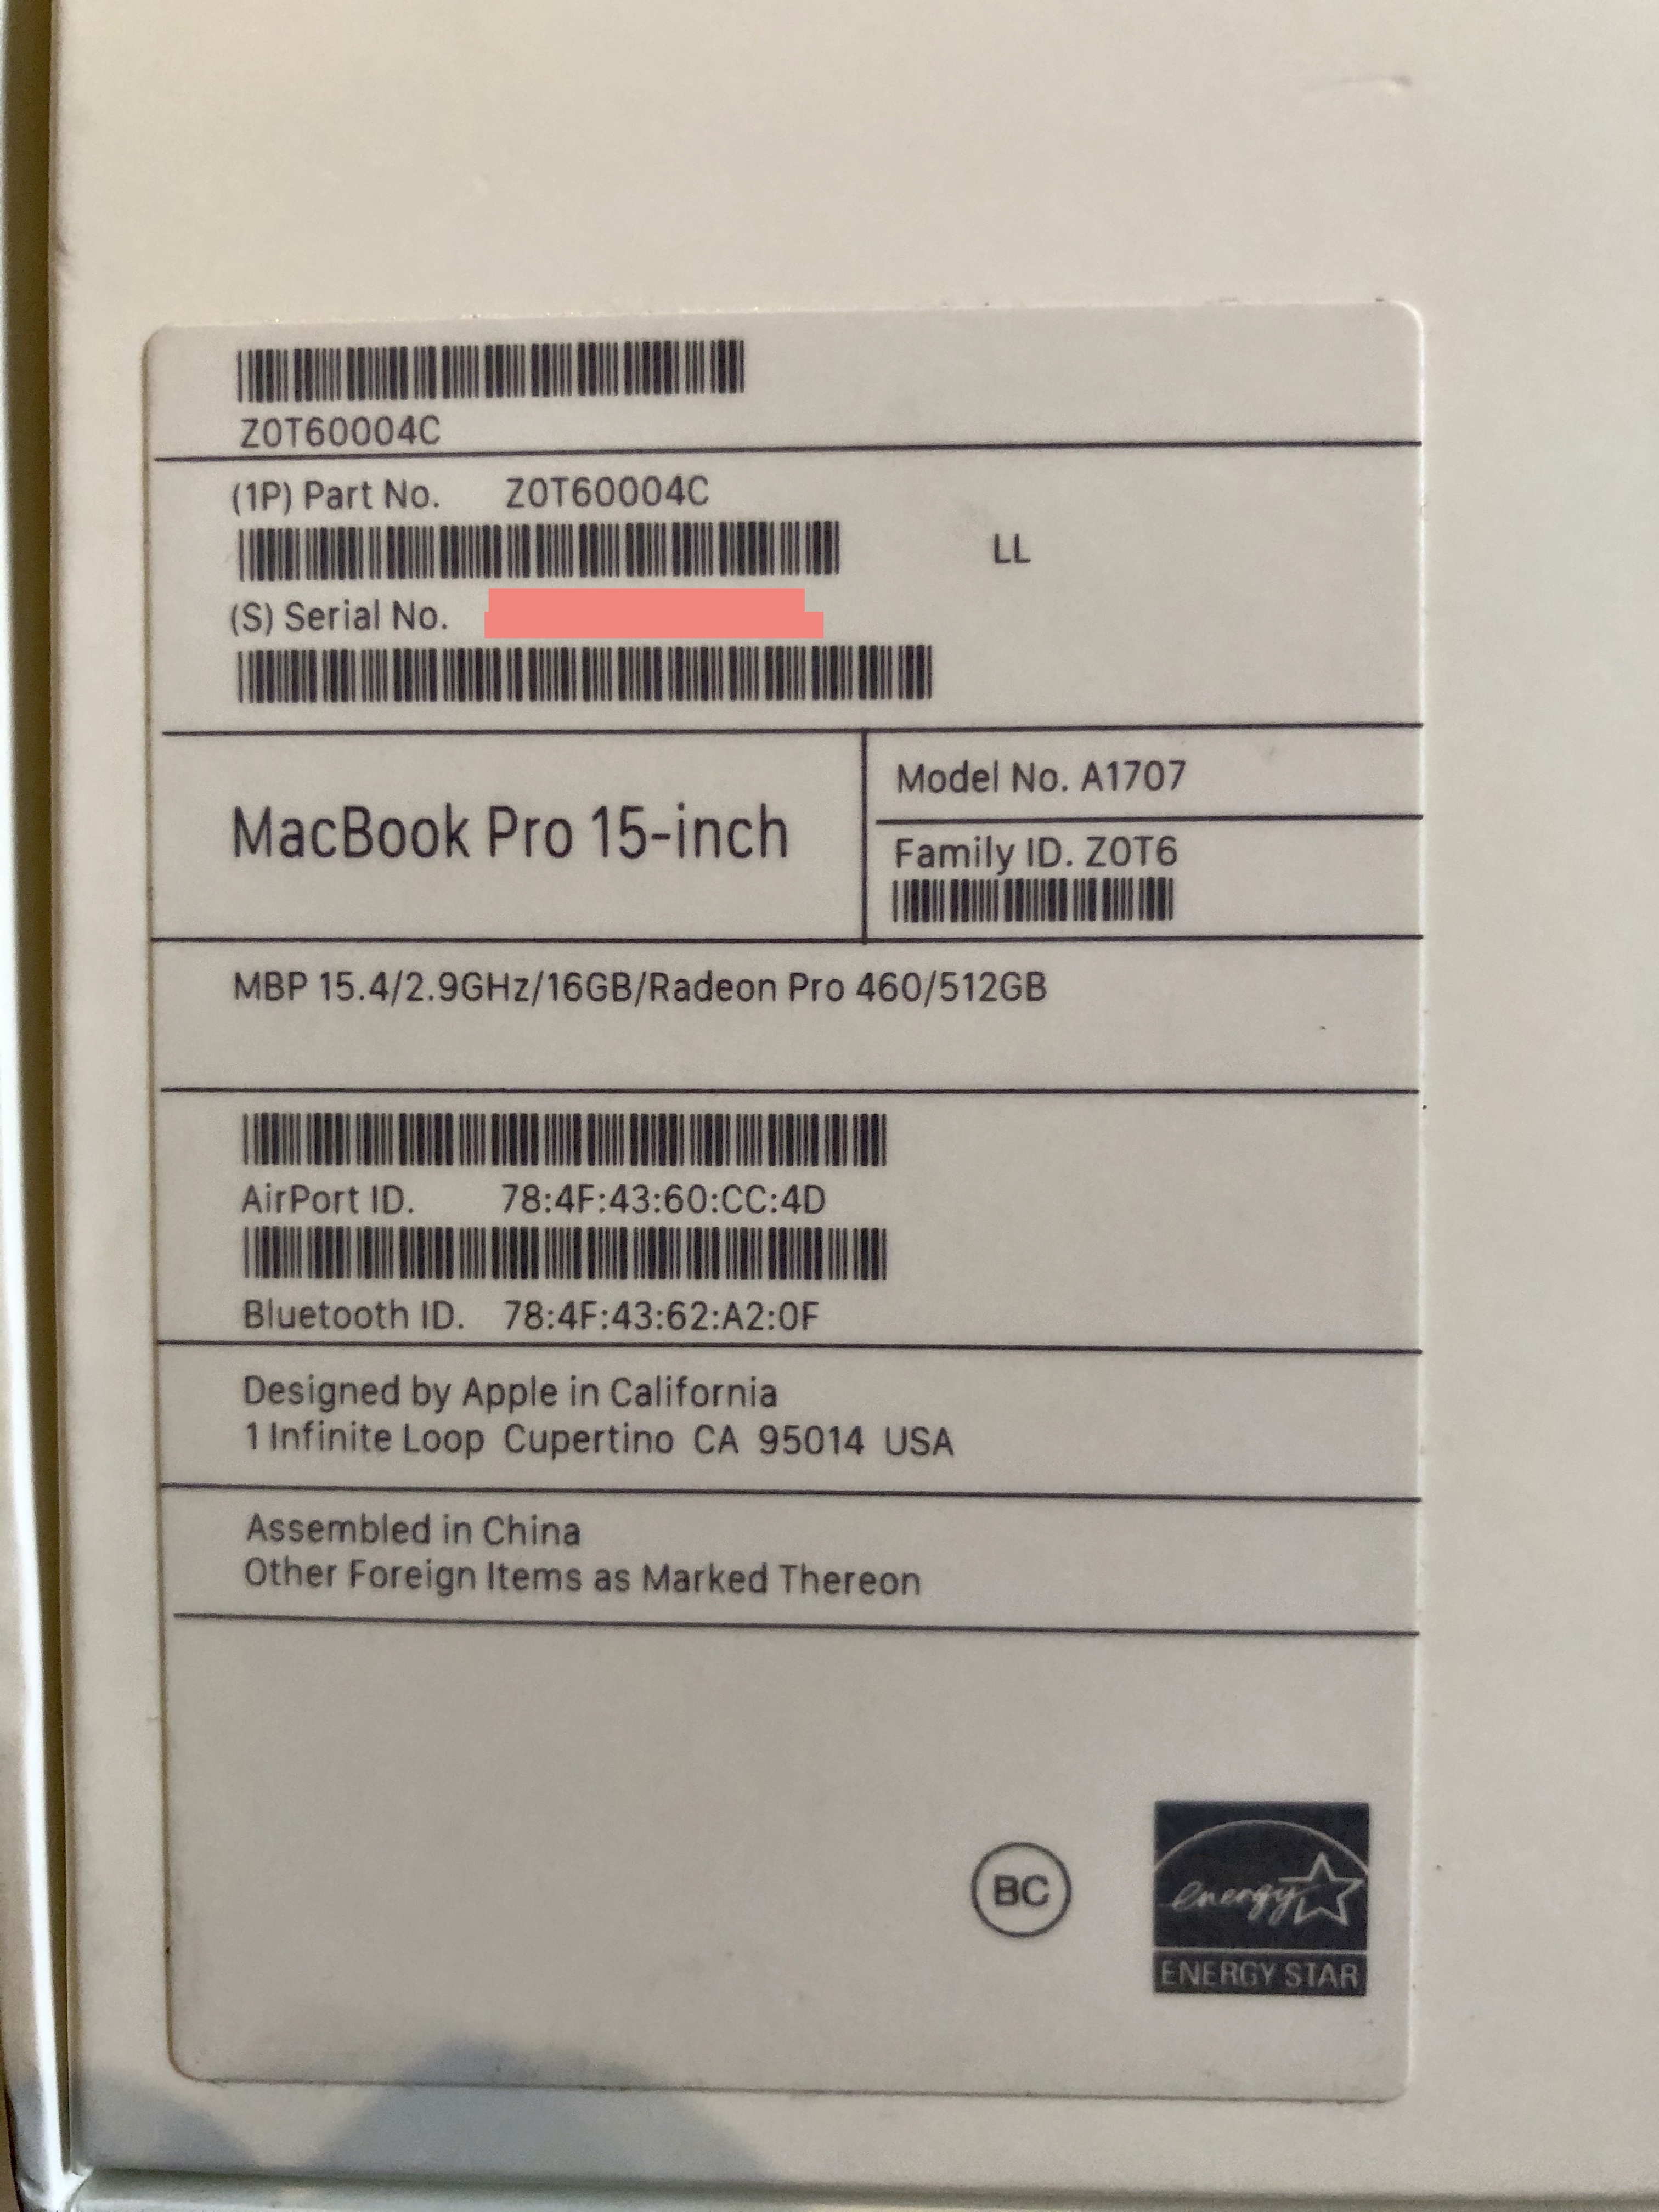 Z0T60004C
(1P) Part No. Z0T60004C
LL
(S) Serial No.
MacBook Pro 15-inch
Model No. A1707
Family ID. Z0T6
MBP 15.4/2.9GHz/16GB/Radeon Pro 460/512GB
AirPort ID. 78:4F:43:60:CC:4D
Bluetooth ID. 78:4F:43:62:A2:0F
Designed by Apple in California
1 Infinite Loop Cupertino CA 95014 USA
Assembled in China
Other Foreign Items as Marked Thereon
BC
energy
ENERGY STAR